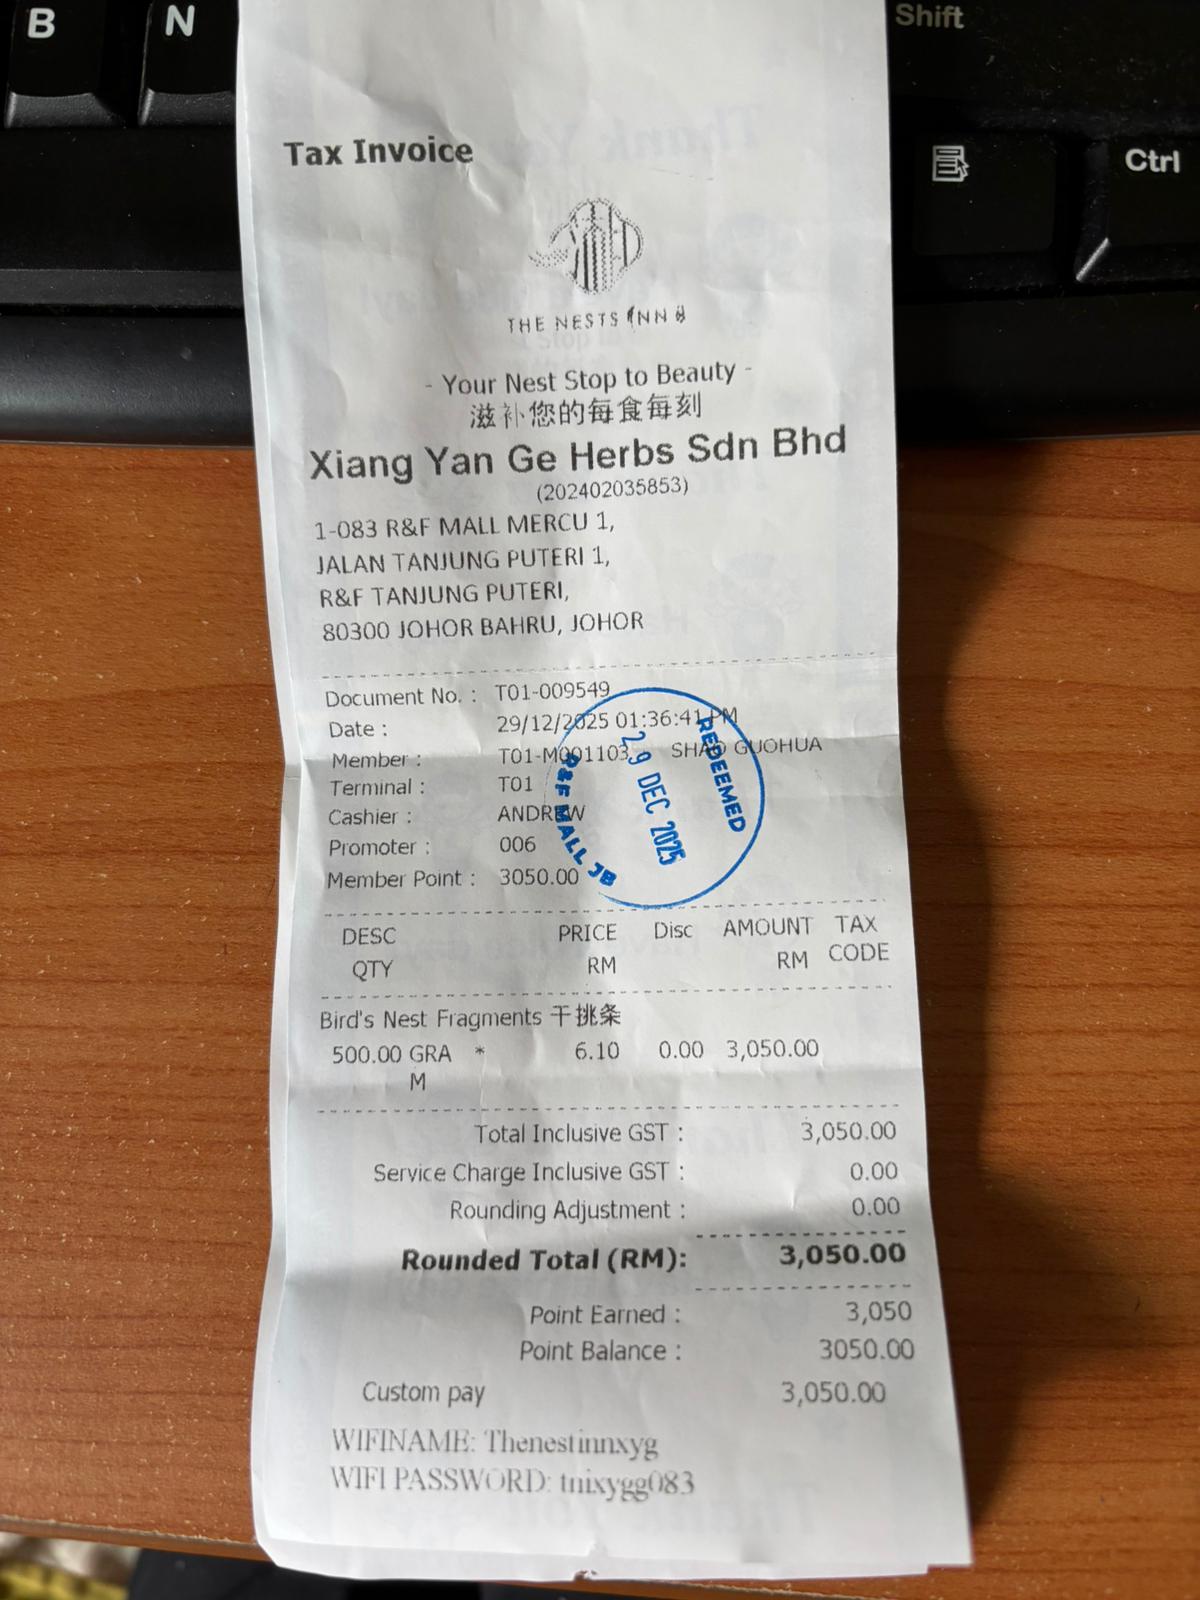 B
N
Shift
Ctrl
Tax Invoice
THE NESTS INN
- Your Nest Stop to Beauty -
滋补您的每食每刻
Xiang Yan Ge Herbs Sdn Bhd
(202402035853)
1-083 R&F MALL MERCU 1,
JALAN TANJUNG PUTERI 1,
R&F TANJUNG PUTERI,
80300 JOHOR BAHRU, JOHOR
Document No. : T01-009549
Date : 29/12/2025 01:36:41 PM
Member : T01-M001103 SHAO GUOHUA
Terminal : T01
Cashier : ANDREW
Promoter : 006
Member Point : 3050.00
REDEEMED
29 DEC 2025
R&F MALL JB
DESC PRICE Disc AMOUNT TAX
QTY RM RM CODE
Bird's Nest Fragments 干挑条
500.00 GRA * 6.10 0.00 3,050.00
M
Total Inclusive GST : 3,050.00
Service Charge Inclusive GST : 0.00
Rounding Adjustment : 0.00
Rounded Total (RM): 3,050.00
Point Earned : 3,050
Point Balance : 3050.00
Custom pay 3,050.00
WIFINAME: Thenestinnxyg
WIFI PASSWORD: tnixygg083